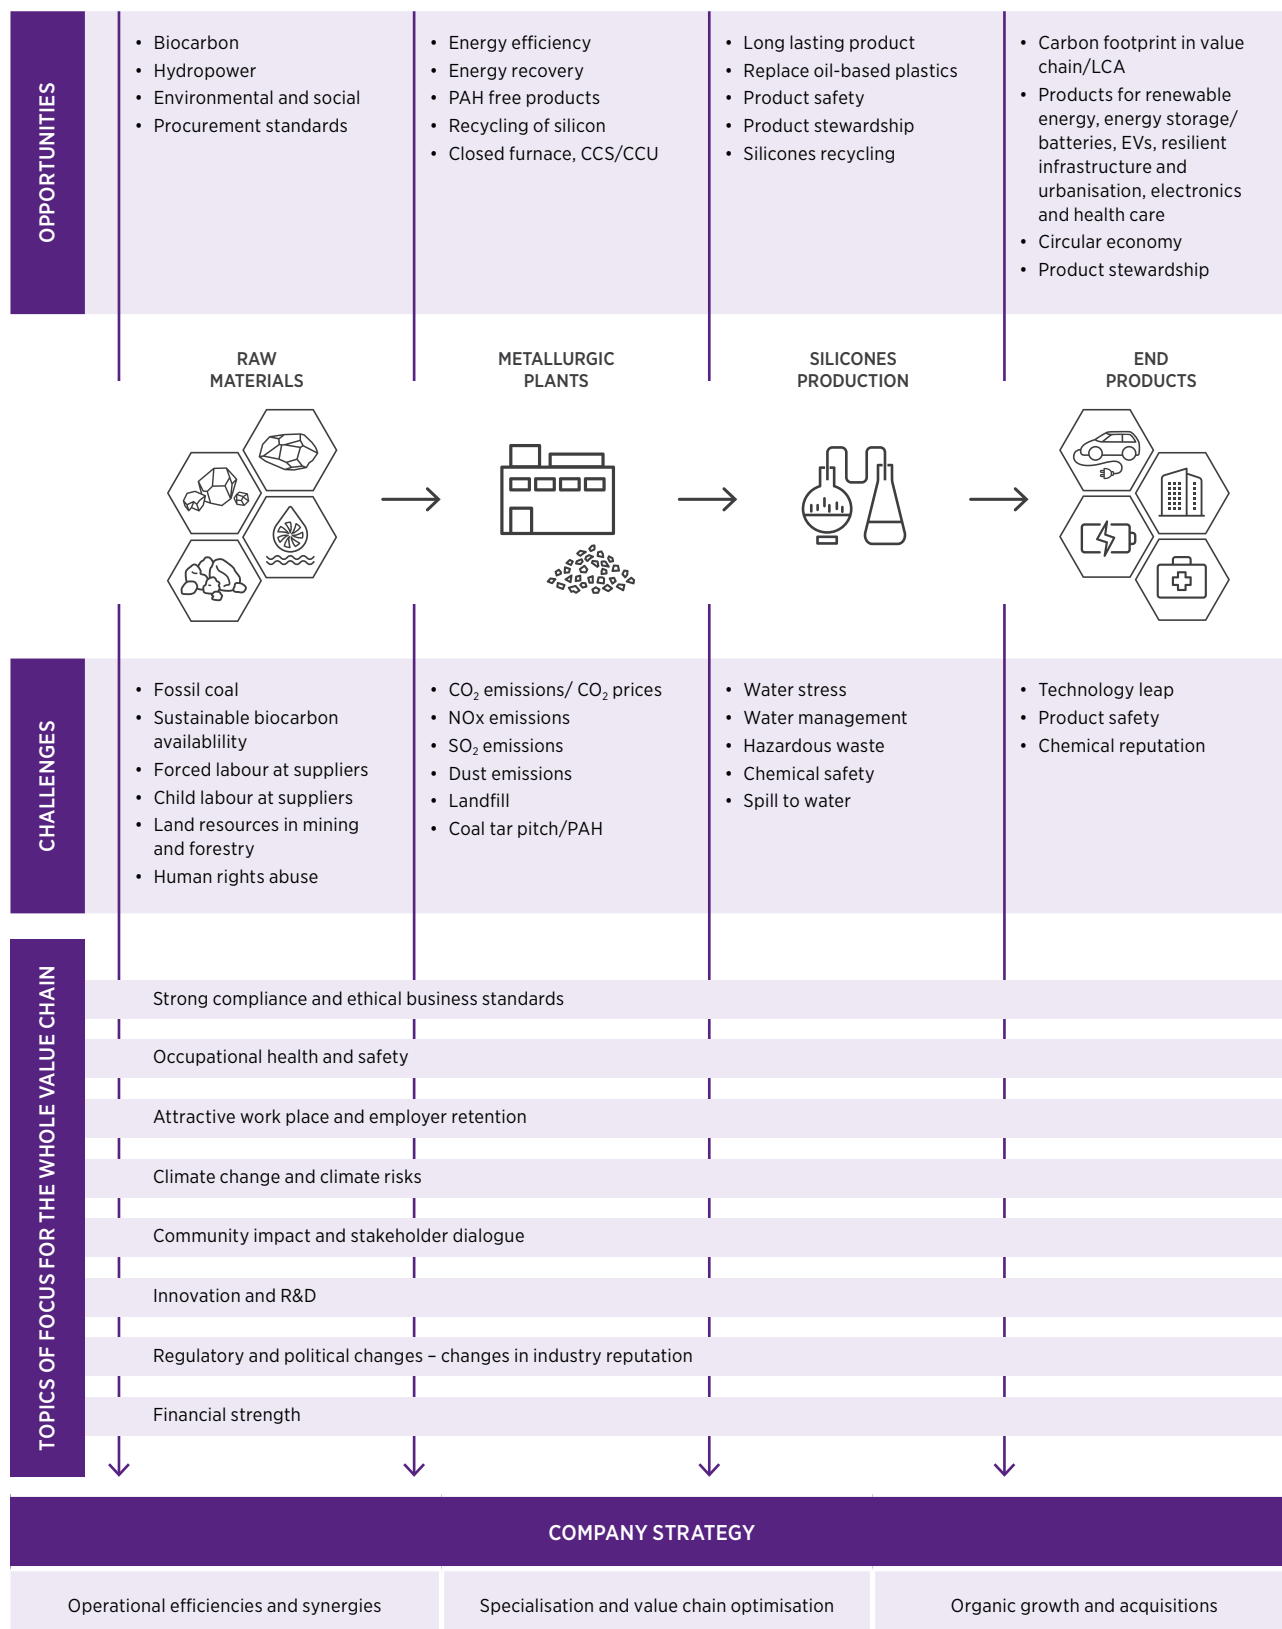 OPPORTUNITIES
• Biocarbon
• Hydropower
• Environmental and social
• Procurement standards
• Energy efficiency
• Energy recovery
• PAH free products
• Recycling of silicon
• Closed furnace, CCS/CCU
• Long lasting product
• Replace oil-based plastics
• Product safety
• Product stewardship
• Silicones recycling
• Carbon footprint in value
chain/LCA
• Products for renewable
energy, energy storage/
batteries, EVs, resilient
infrastructure and
urbanisation, electronics
and health care
• Circular economy
• Product stewardship
RAW
MATERIALS
METALLURGIC
PLANTS
SILICONES
PRODUCTION
END
PRODUCTS
CHALLENGES
• Fossil coal
• Sustainable biocarbon
availablility
• Forced labour at suppliers
• Child labour at suppliers
• Land resources in mining
and forestry
• Human rights abuse
• CO₂ emissions/ CO₂ prices
• NOx emissions
• SO₂ emissions
• Dust emissions
• Landfill
• Coal tar pitch/PAH
• Water stress
• Water management
• Hazardous waste
• Chemical safety
• Spill to water
• Technology leap
• Product safety
• Chemical reputation
TOPICS OF FOCUS FOR THE WHOLE VALUE CHAIN
Strong compliance and ethical business standards
Occupational health and safety
Attractive work place and employer retention
Climate change and climate risks
Community impact and stakeholder dialogue
Innovation and R&D
Regulatory and political changes – changes in industry reputation
Financial strength
COMPANY STRATEGY
Operational efficiencies and synergies
Specialisation and value chain optimisation
Organic growth and acquisitions